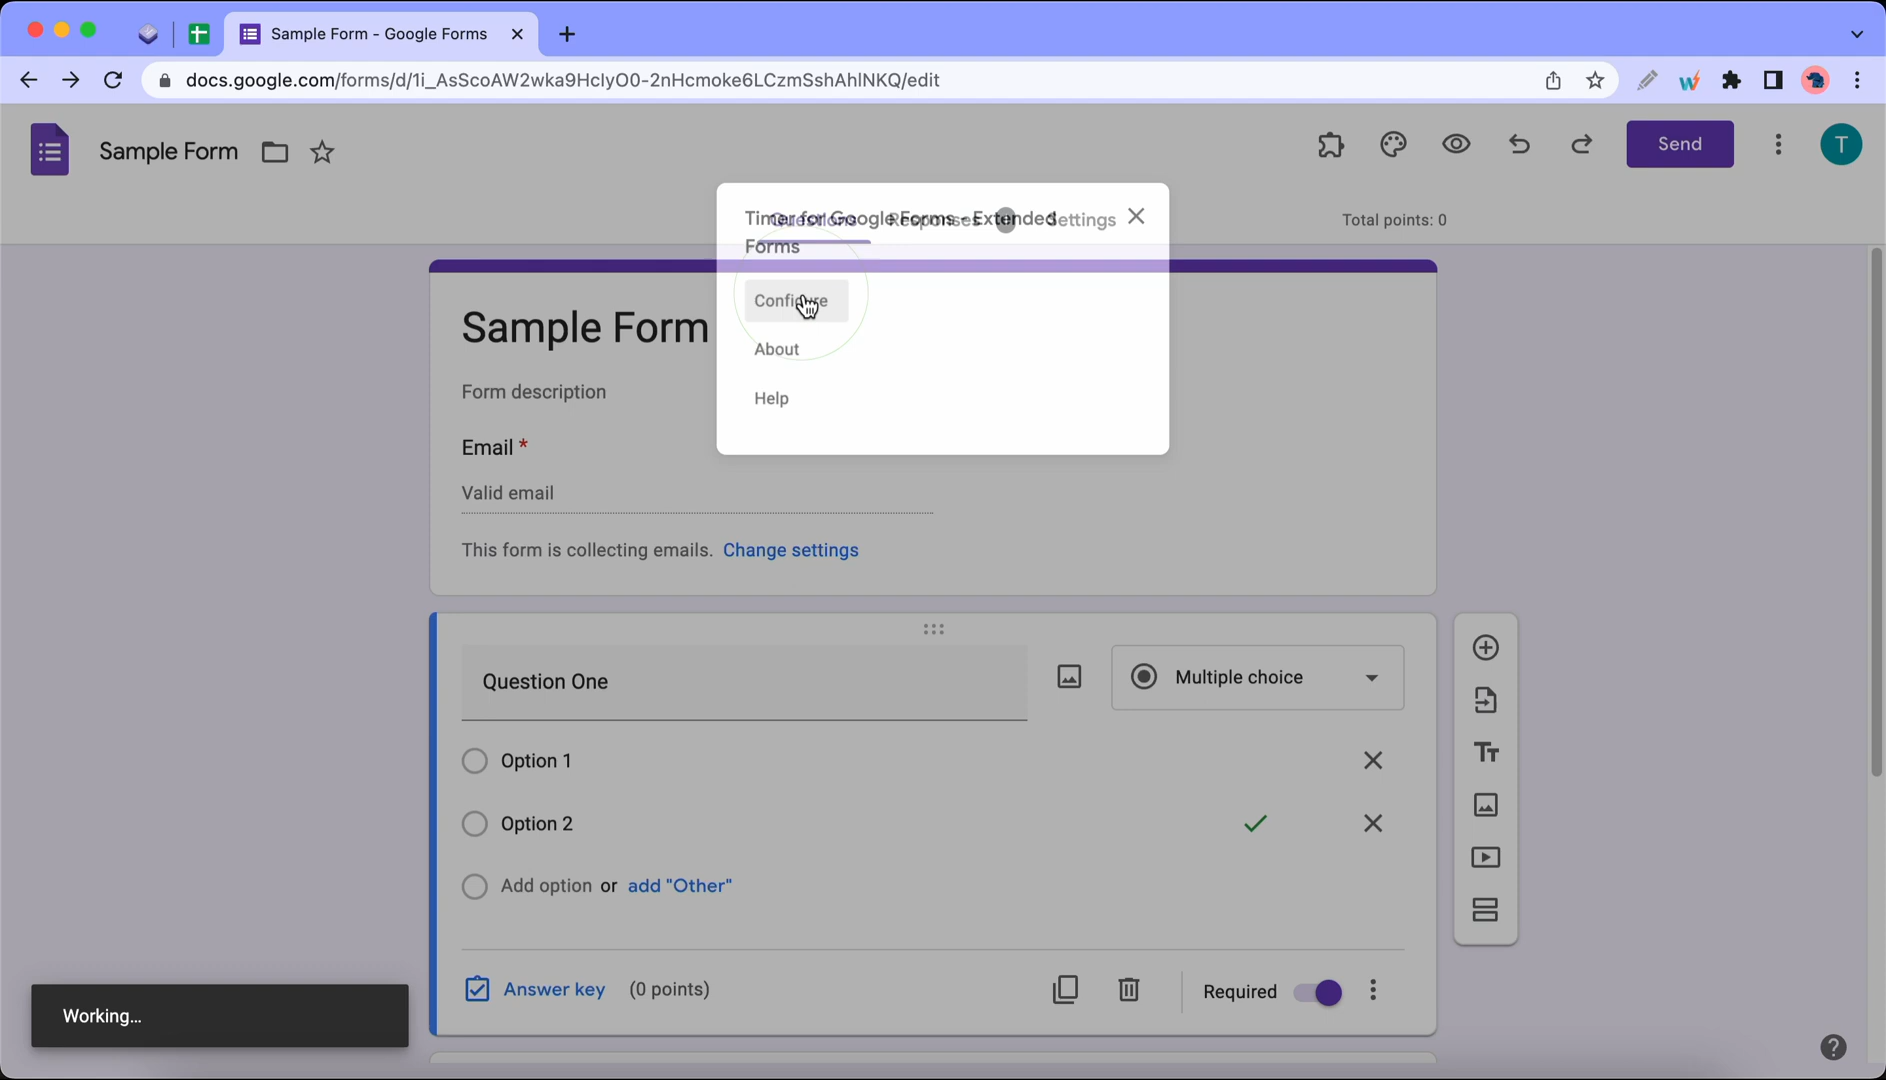 Sample Form - Google Forms
docs.google.com/forms/d/1i_AsScoAW2wka9HcIyO0-2nHcmoke6LCzmSshAhlNKQ/edit
Sample Form
Send
T
Timer for Google Forms - Extended Forms
Questions Responses Settings
Total points: 0
Configure
About
Help
Sample Form
Form description
Email *
Valid email
This form is collecting emails. Change settings
Question One
Multiple choice
Option 1
Option 2
Add option or add "Other"
Answer key (0 points)
Required
Working...